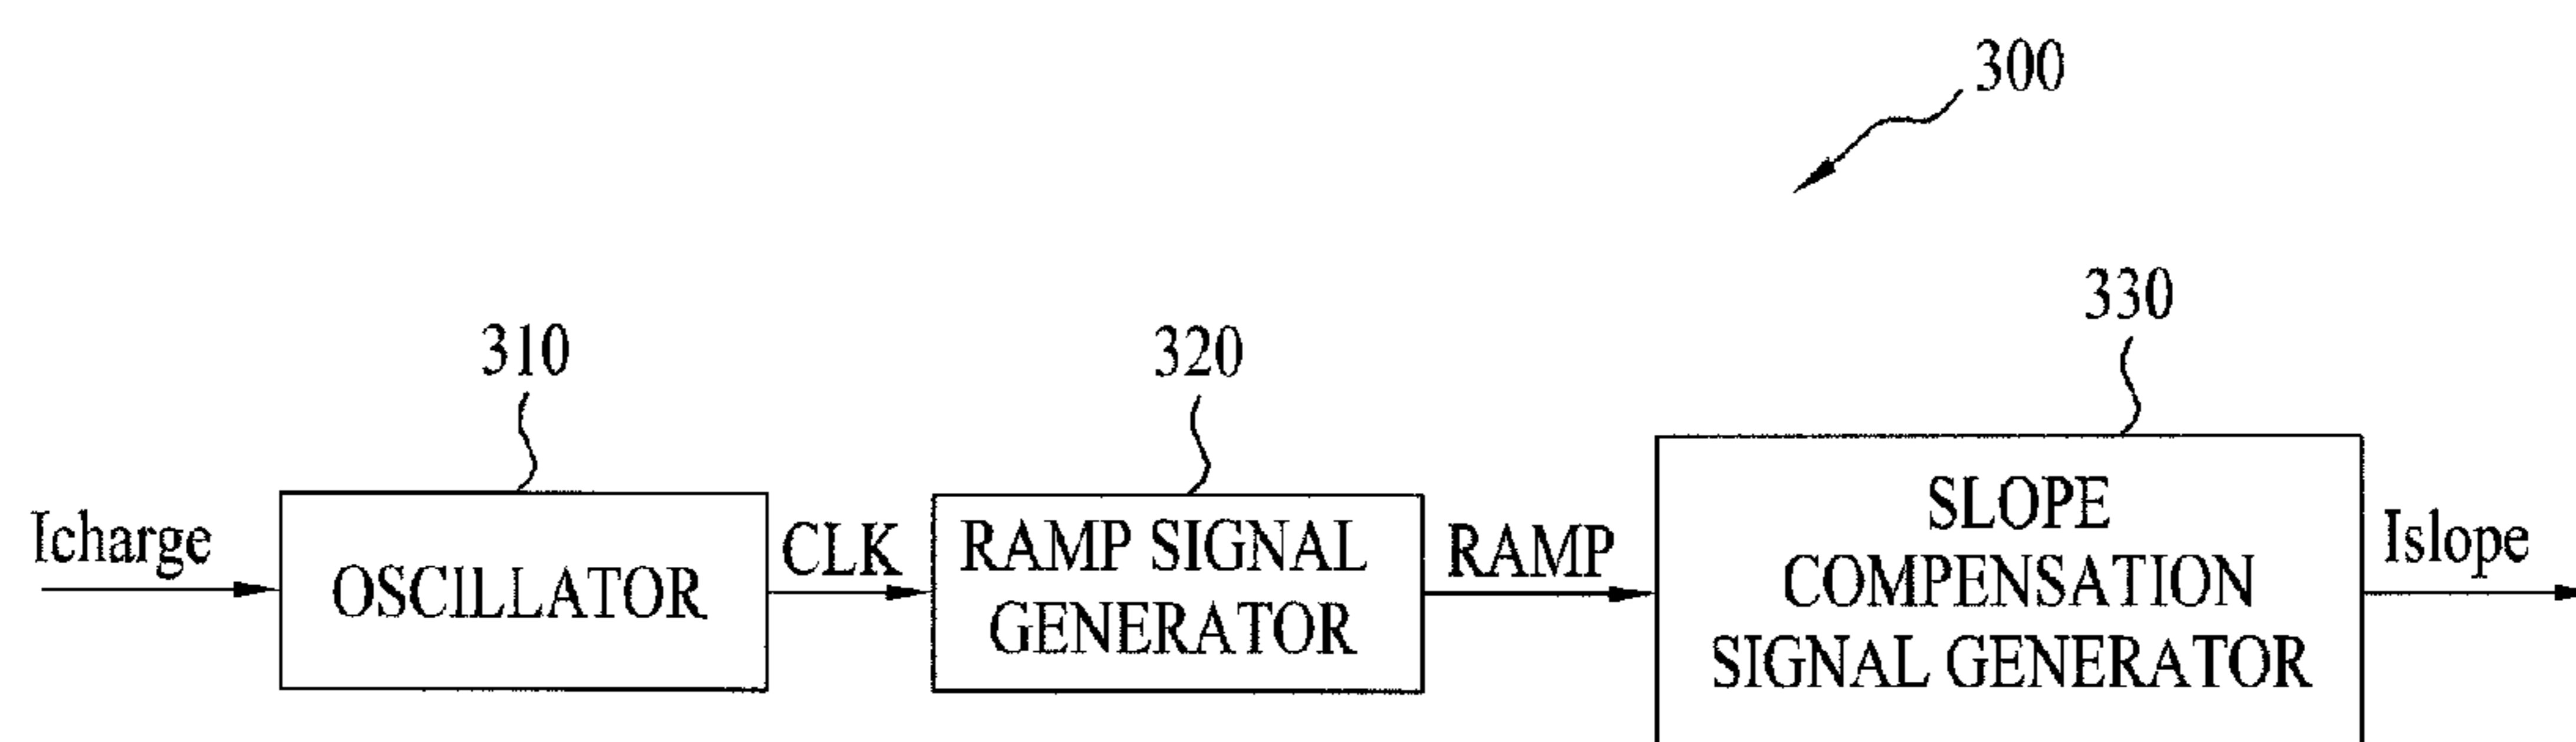 300
310
320
330
Icharge
OSCILLATOR
CLK
RAMP SIGNAL
GENERATOR
RAMP
SLOPE
COMPENSATION
SIGNAL GENERATOR
Islope